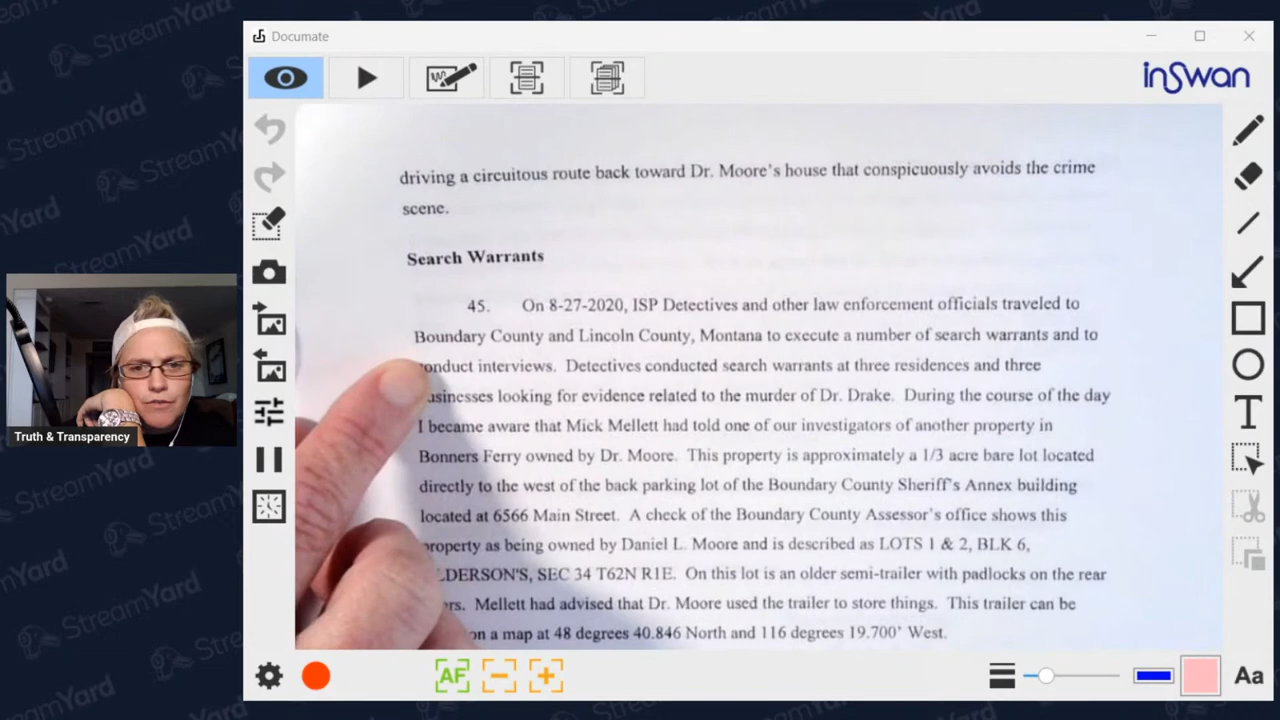 StreamYard
Documate
inSwan
driving a circuitous route back toward Dr. Moore's house that conspicuously avoids the crime
scene.
Search Warrants
45. On 8-27-2020, ISP Detectives and other law enforcement officials traveled to
Boundary County and Lincoln County, Montana to execute a number of search warrants and to
conduct interviews. Detectives conducted search warrants at three residences and three
usinesses looking for evidence related to the murder of Dr. Drake. During the course of the day
I became aware that Mick Mellett had told one of our investigators of another property in
Bonners Ferry owned by Dr. Moore. This property is approximately a 1/3 acre bare lot located
directly to the west of the back parking lot of the Boundary County Sheriff's Annex building
located at 6566 Main Street. A check of the Boundary County Assessor's office shows this
property as being owned by Daniel L. Moore and is described as LOTS 1 & 2, BLK 6,
LDERSON'S, SEC 34 T62N R1E. On this lot is an older semi-trailer with padlocks on the rear
rs. Mellett had advised that Dr. Moore used the trailer to store things. This trailer can be
on a map at 48 degrees 40.846 North and 116 degrees 19.700' West.
Truth & Transparency
AF
T
Aa